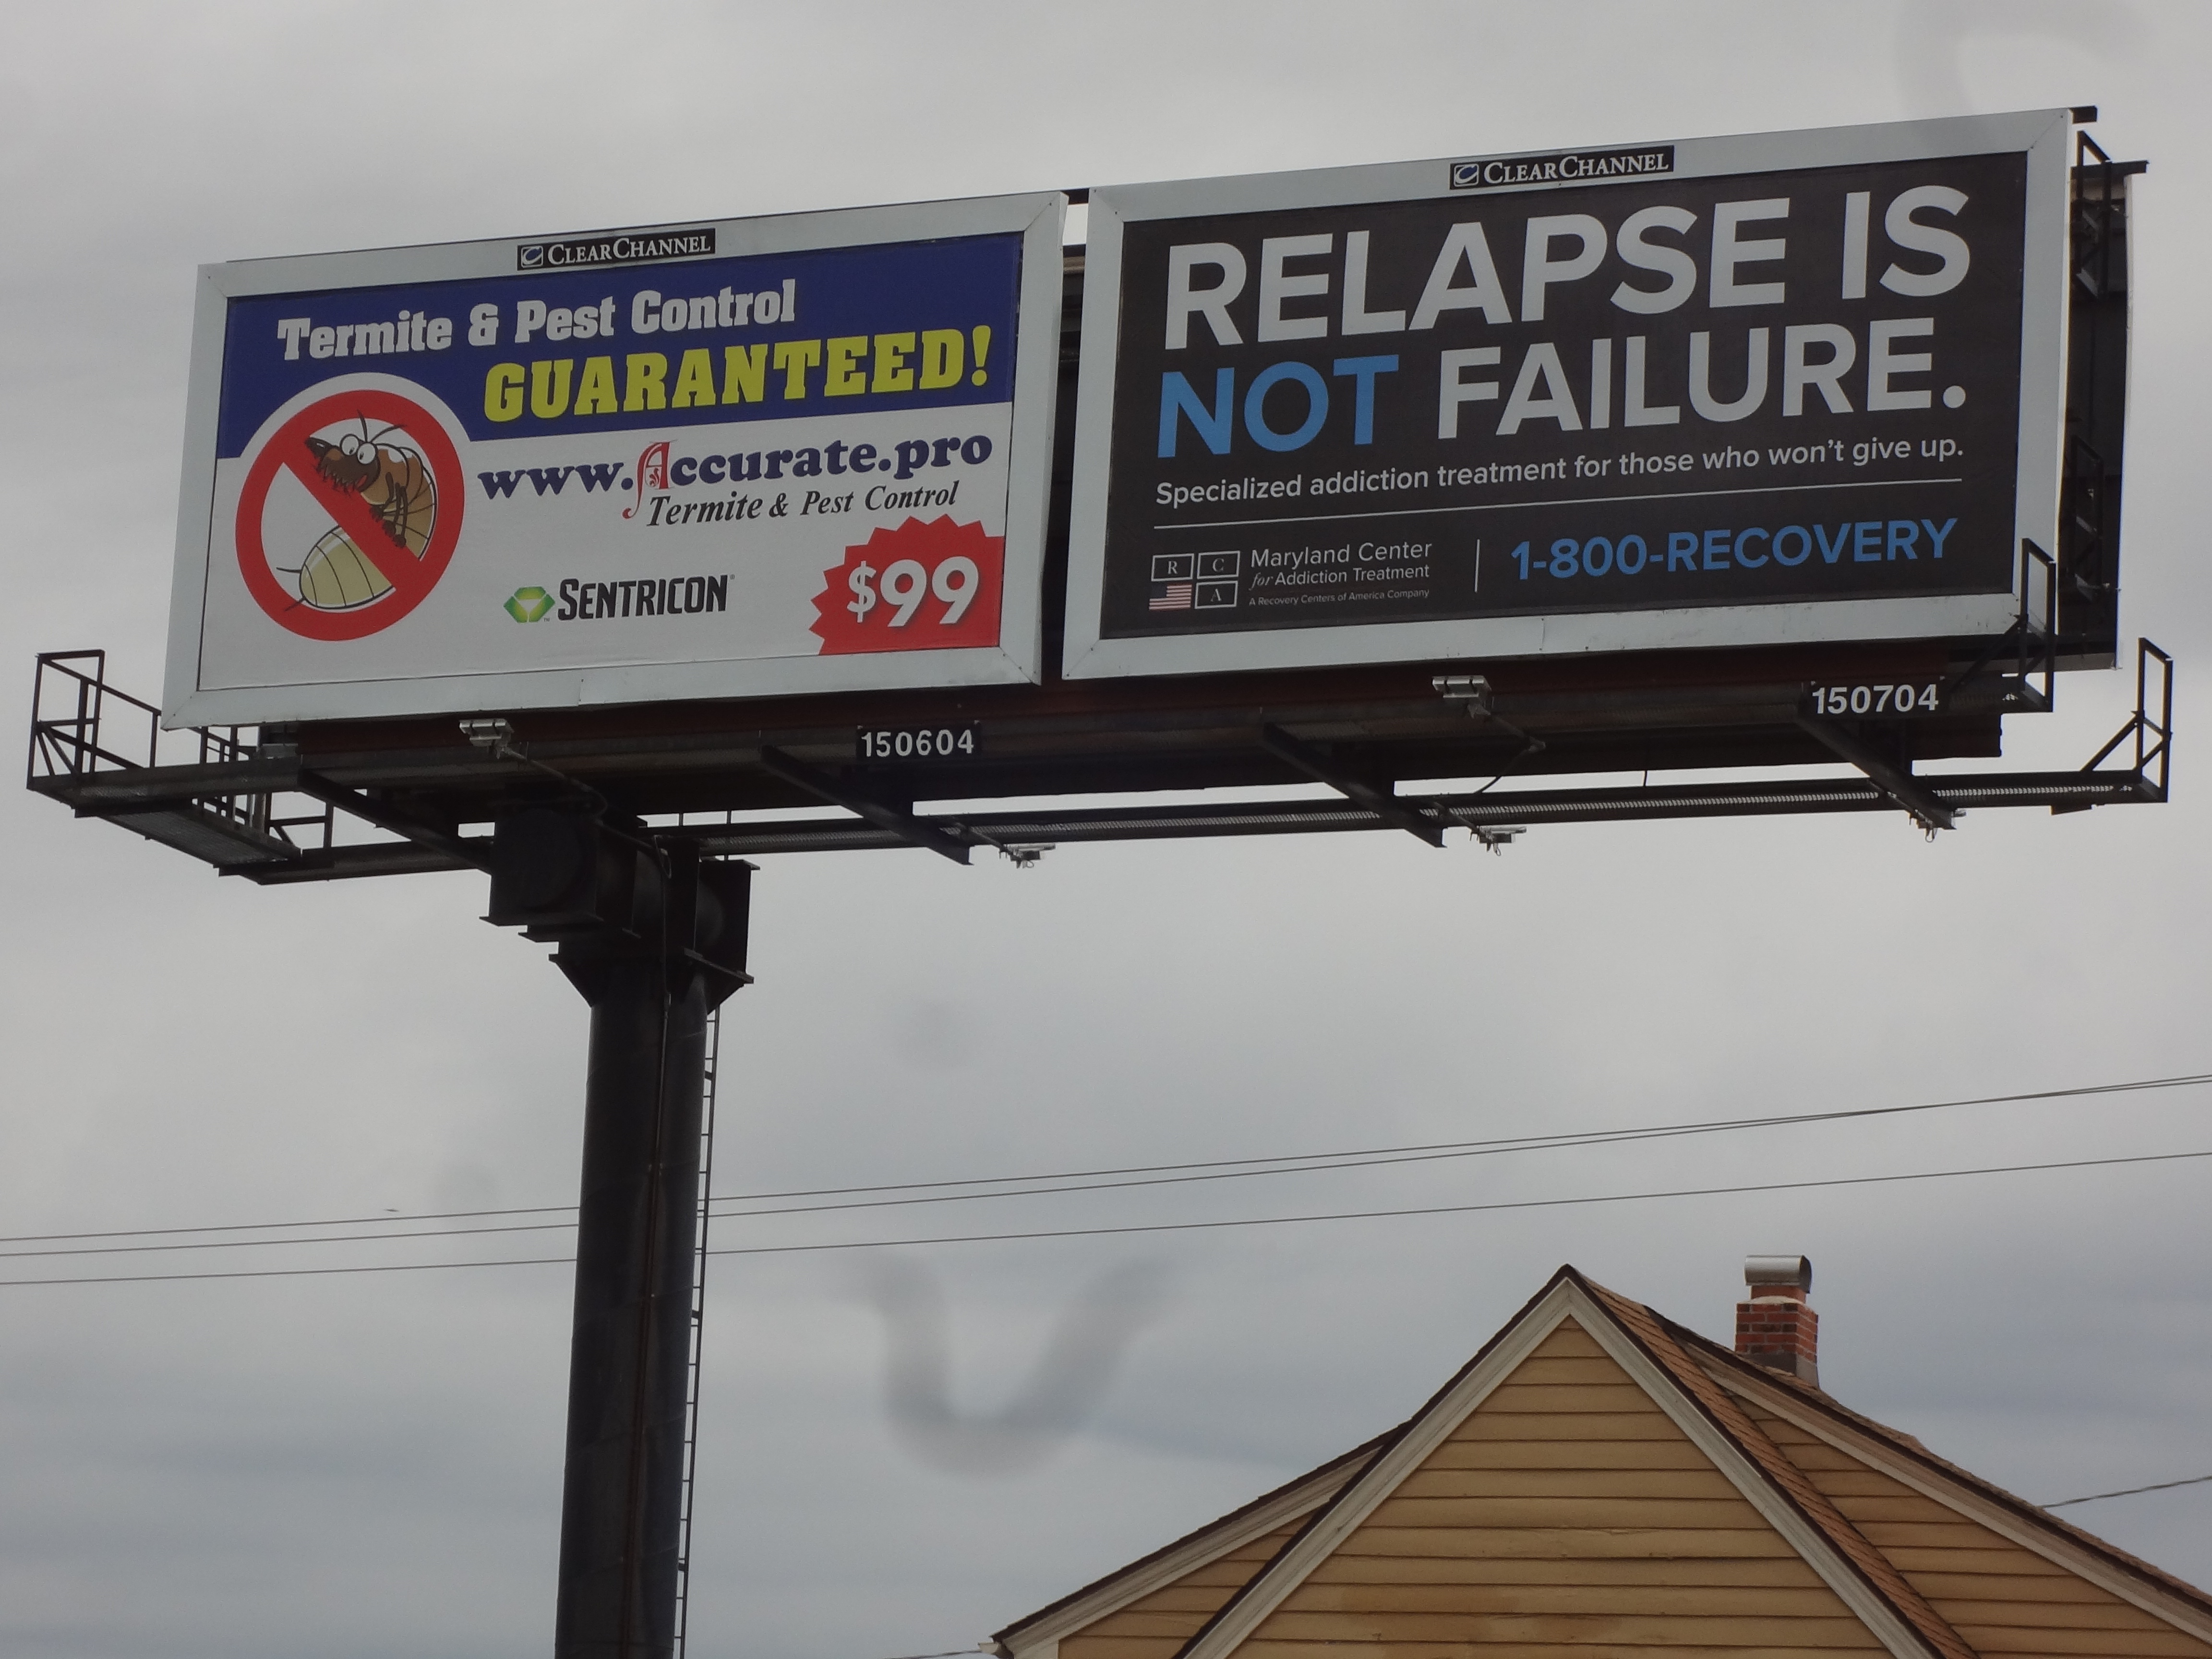 CLEARCHANNEL
Termite & Pest Control
GUARANTEED!
www.Accurate.pro
Termite & Pest Control
SENTRICON
$99
150604
CLEARCHANNEL
RELAPSE IS
NOT FAILURE.
Specialized addiction treatment for those who won't give up.
R C
A
Maryland Center
for Addiction Treatment
A Recovery Centers of America Company
1-800-RECOVERY
150704